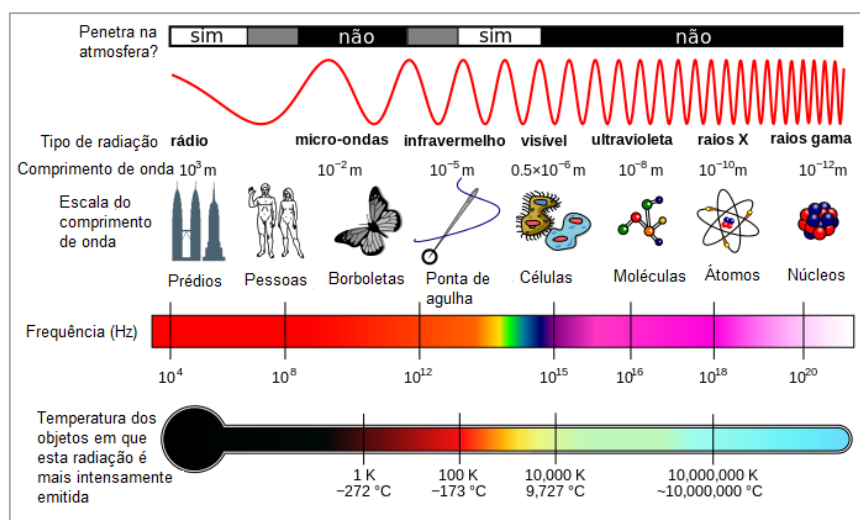 Penetra na
atmosfera?
sim não sim não
Tipo de radiação rádio micro-ondas infravermelho visível ultravioleta raios X raios gama
Comprimento de onda 10³ m 10⁻² m 10⁻⁵ m 0.5×10⁻⁶ m 10⁻⁸ m 10⁻¹⁰ m 10⁻¹² m
Escala do
comprimento
de onda
Prédios Pessoas Borboletas Ponta de
agulha
Células Moléculas Átomos Núcleos
Frequência (Hz)
10⁴ 10⁸ 10¹² 10¹⁵ 10¹⁶ 10¹⁸ 10²⁰
Temperatura dos
objetos em que
esta radiação é
mais intensamente
emitida
1 K 100 K 10,000 K 10,000,000 K
−272 °C −173 °C 9,727 °C ~10,000,000 °C